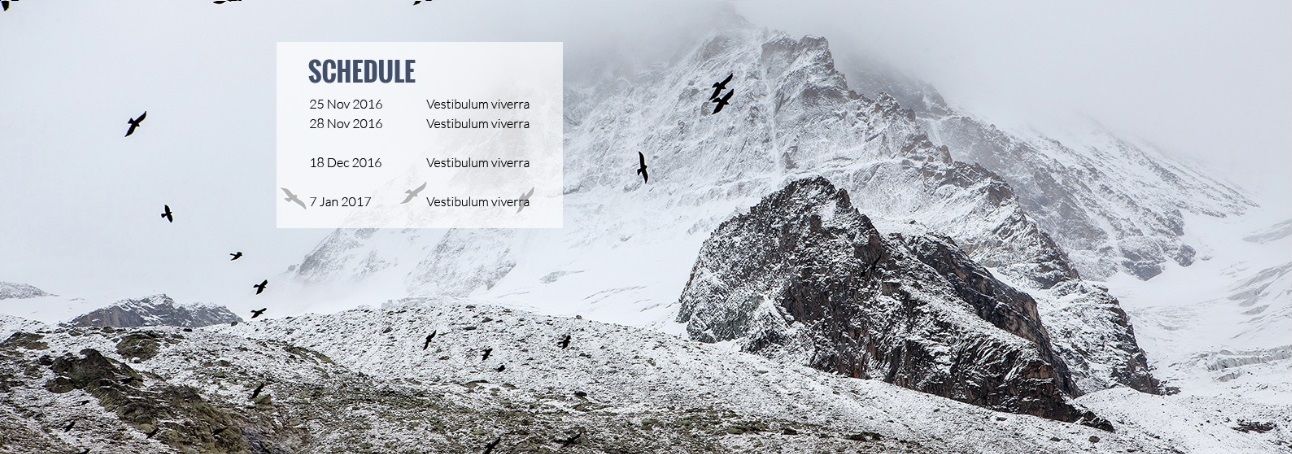 SCHEDULE
25 Nov 2016 Vestibulum viverra
28 Nov 2016 Vestibulum viverra
18 Dec 2016 Vestibulum viverra
7 Jan 2017 Vestibulum viverra